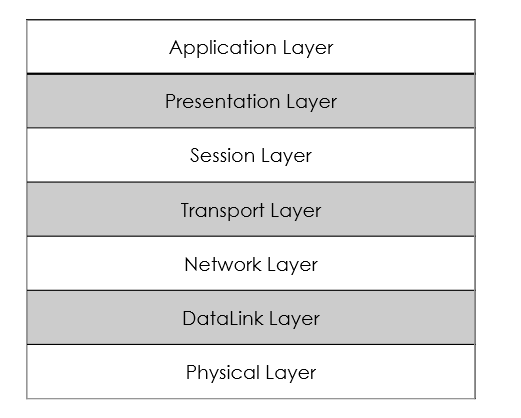 Application Layer
Presentation Layer
Session Layer
Transport Layer
Network Layer
DataLink Layer
Physical Layer